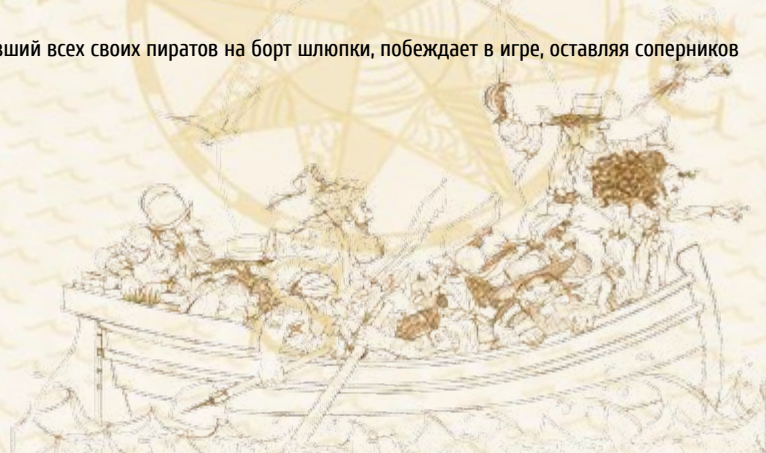 вший всех своих пиратов на борт шлюпки, побеждает в игре, оставляя соперников